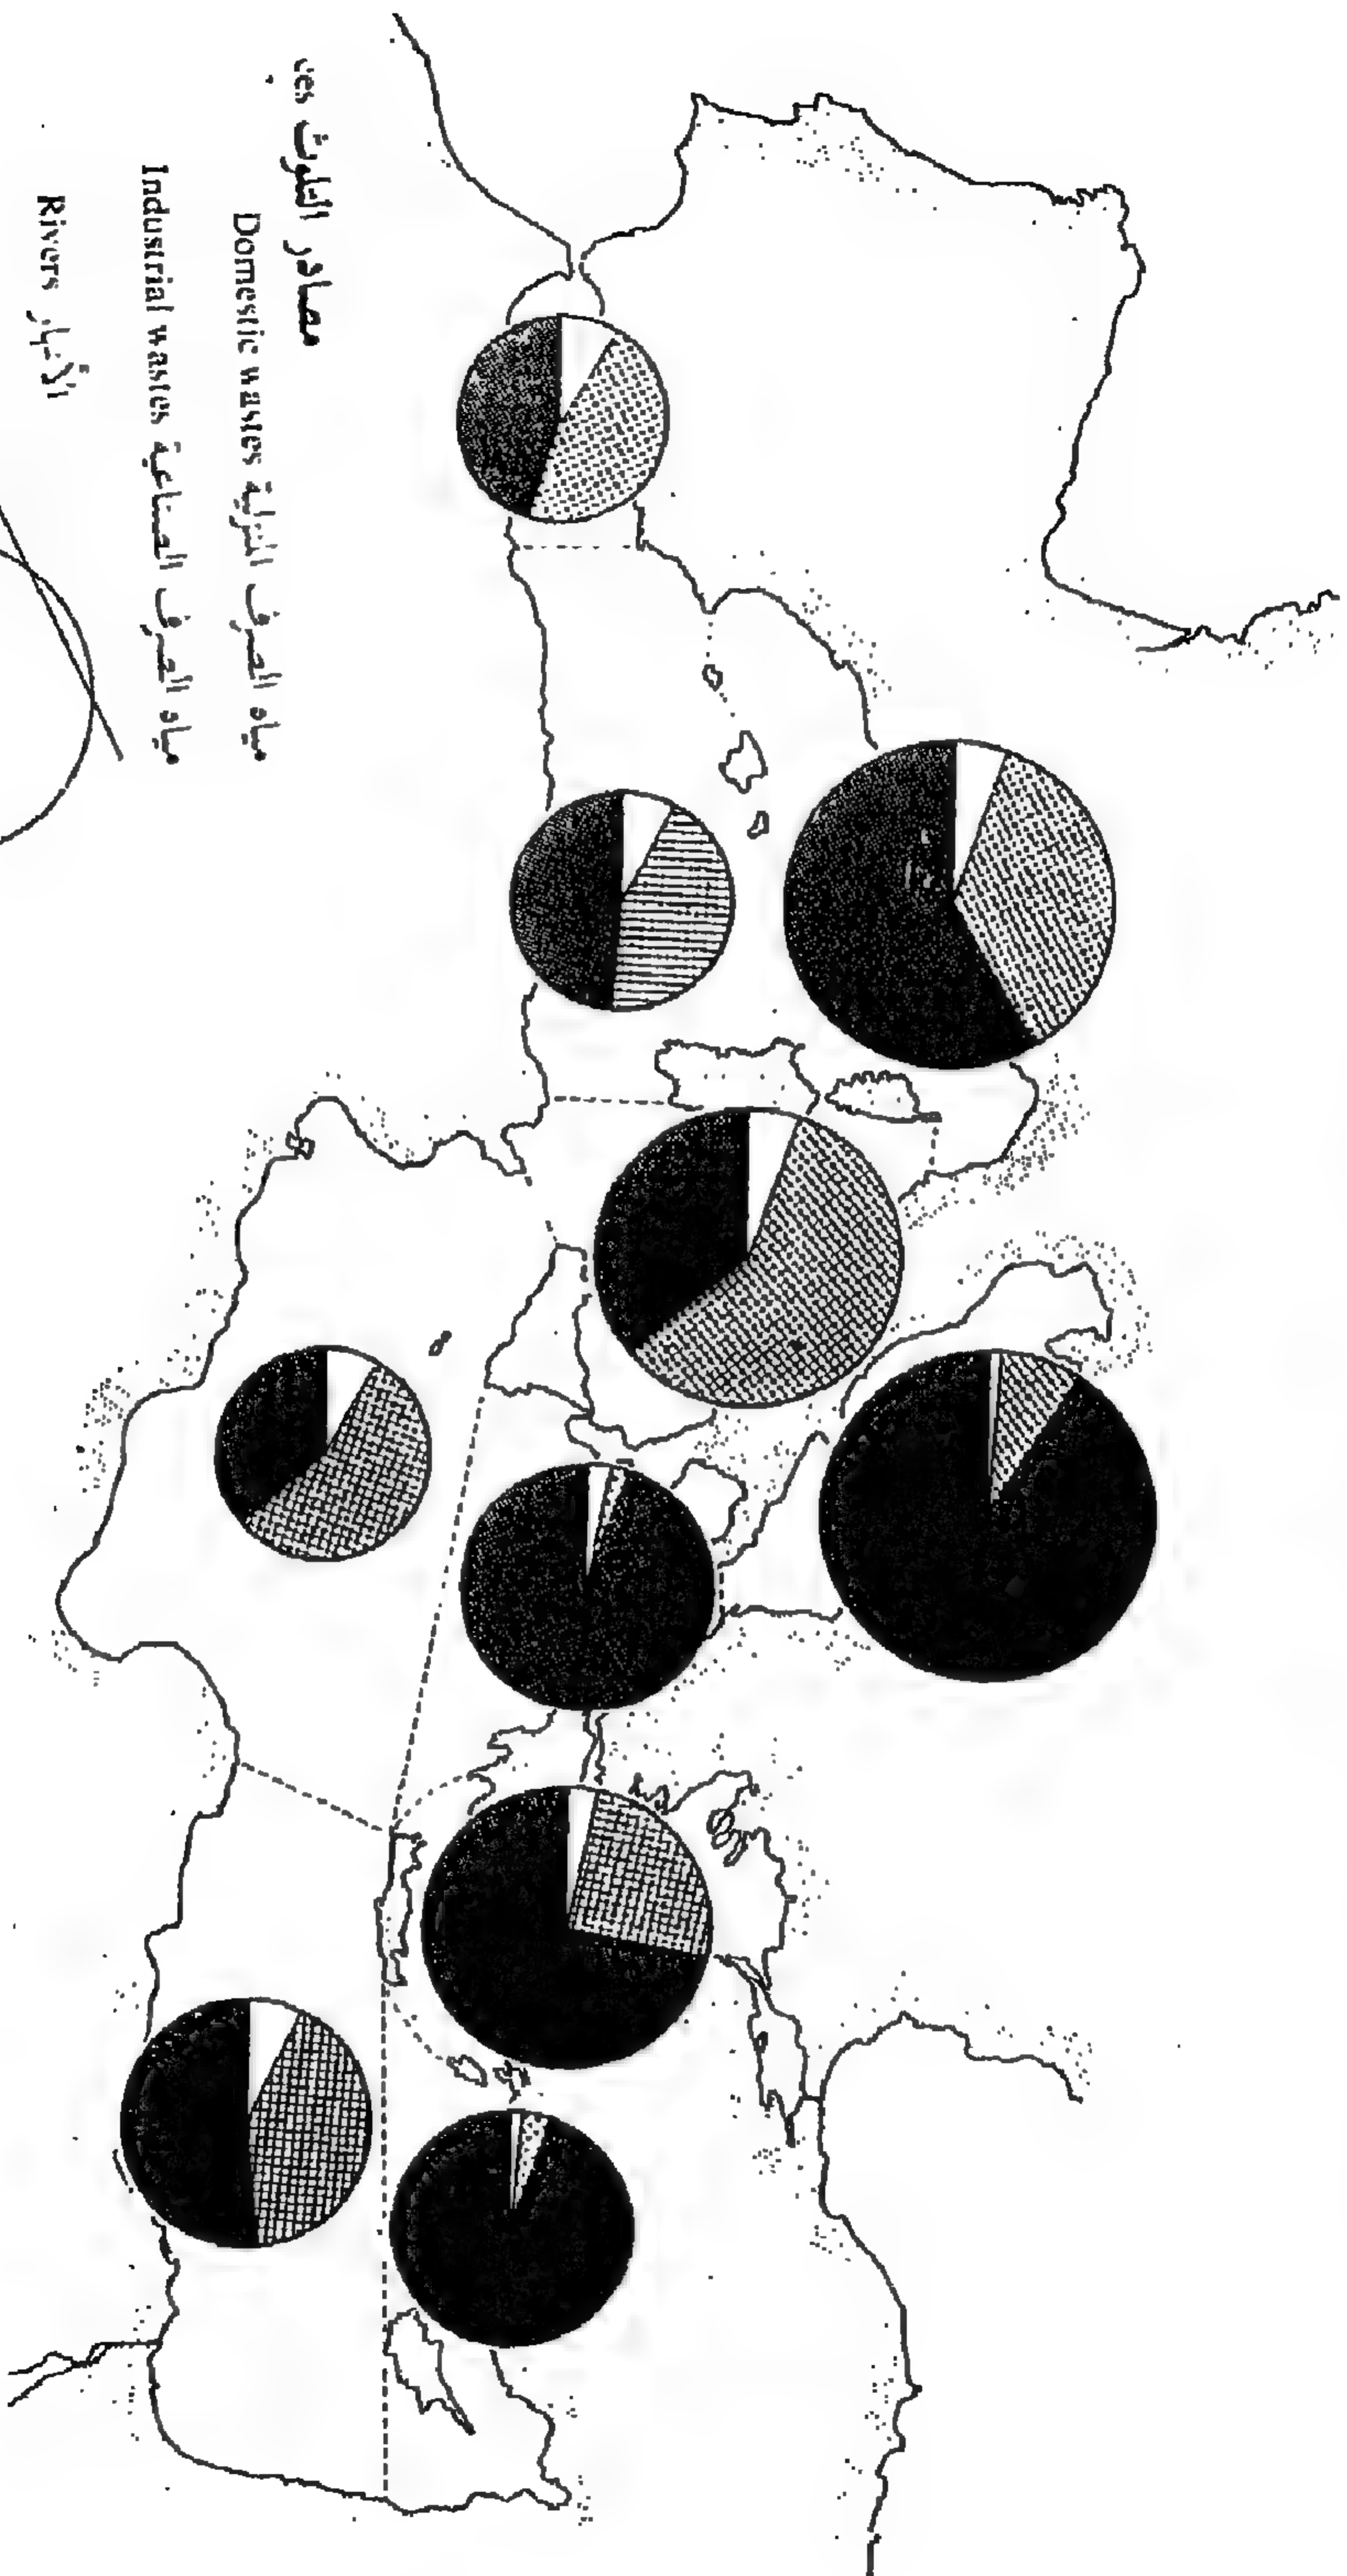 مصادر التلوث
Domestic wastes مياه الصرف المنزلية
Industrial wastes مياه الصرف الصناعية
Rivers الأنهار